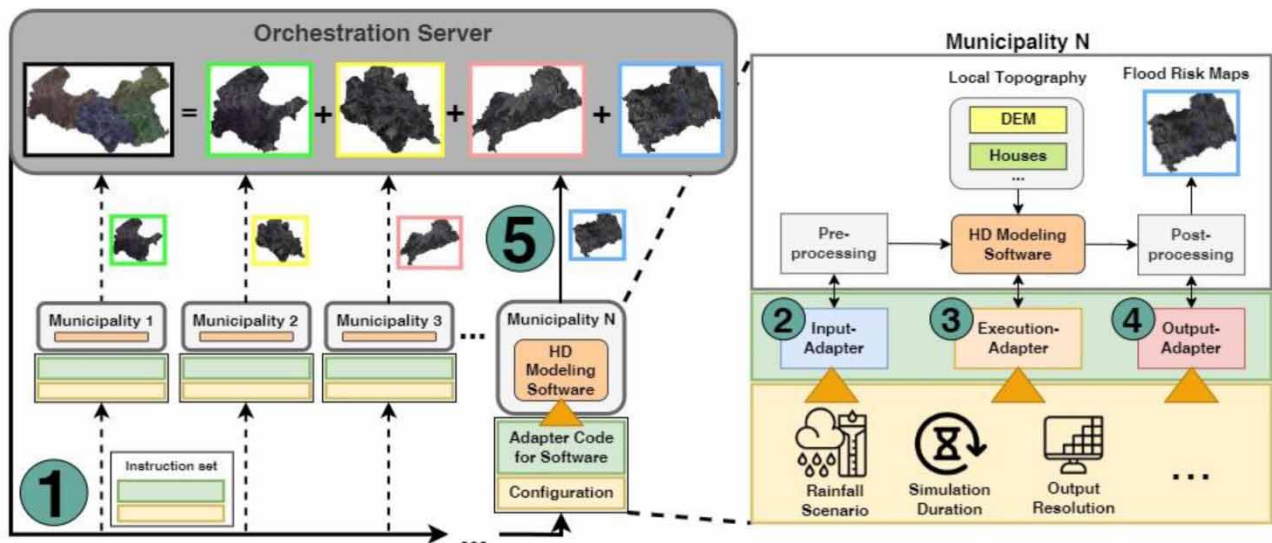 Orchestration Server
=
+
+
+
5
Municipality 1
Municipality 2
Municipality 3
...
Municipality N
HD
Modeling
Software
Adapter Code
for Software
Configuration
1
Instruction set
...
Municipality N
Local Topography
DEM
Houses
...
Flood Risk Maps
Pre-
processing
HD Modeling
Software
Post-
processing
2
Input-
Adapter
3
Execution-
Adapter
4
Output-
Adapter
Rainfall
Scenario
Simulation
Duration
Output
Resolution
...